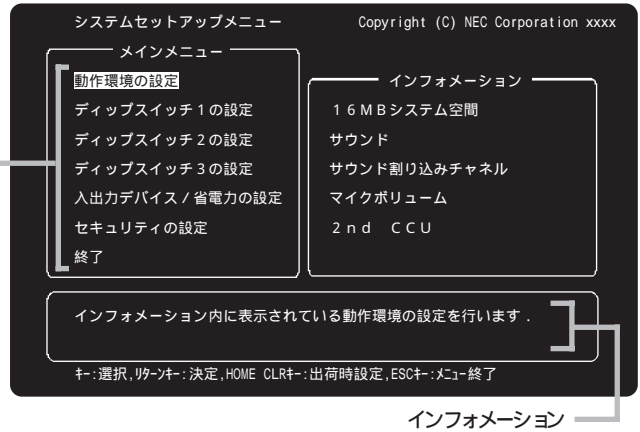 システムセットアップメニュー
Copyright (C) NEC Corporation xxxx
メインメニュー
動作環境の設定
ディップスイッチ1の設定
ディップスイッチ2の設定
ディップスイッチ3の設定
入出力デバイス/省電力の設定
セキュリティの設定
終了
インフォメーション
16MBシステム空間
サウンド
サウンド割り込みチャネル
マイクボリューム
2nd CCU
インフォメーション内に表示されている動作環境の設定を行います.
キー:選択,リターンキー:決定,HOME CLRキー:出荷時設定,ESCキー:メニュー終了
インフォメーション